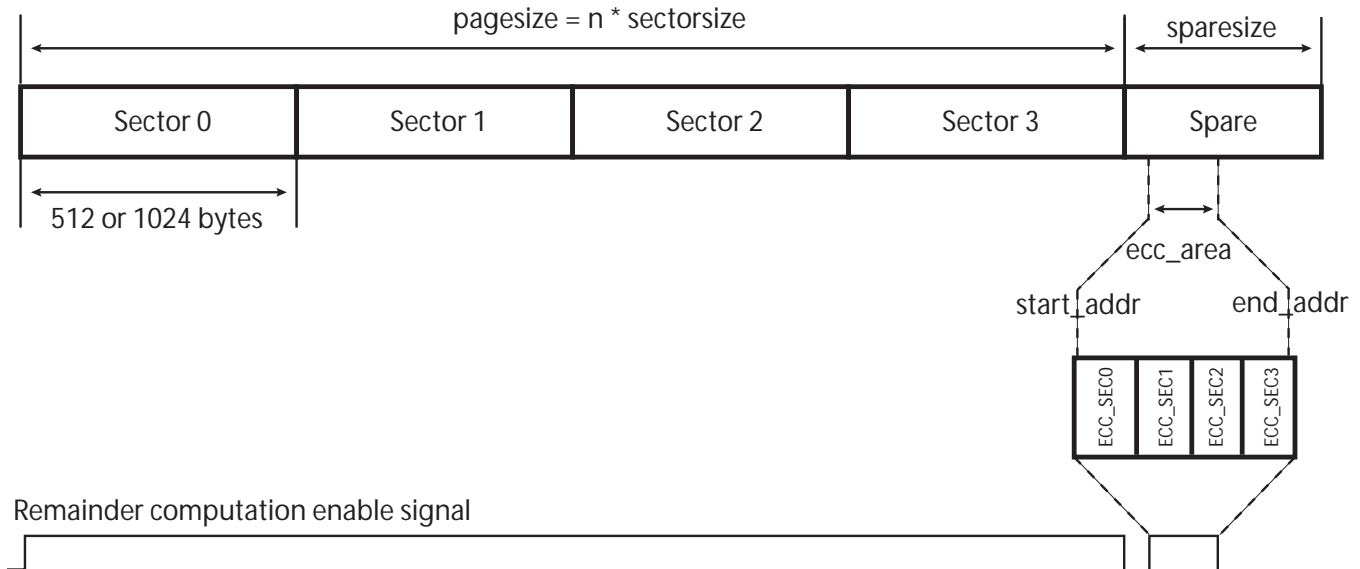 pagesize = n * sectorsize
sparesize
Sector 0
Sector 1
Sector 2
Sector 3
Spare
512 or 1024 bytes
ecc_area
start_addr
end_addr
ECC_SEC0
ECC_SEC1
ECC_SEC2
ECC_SEC3
Remainder computation enable signal